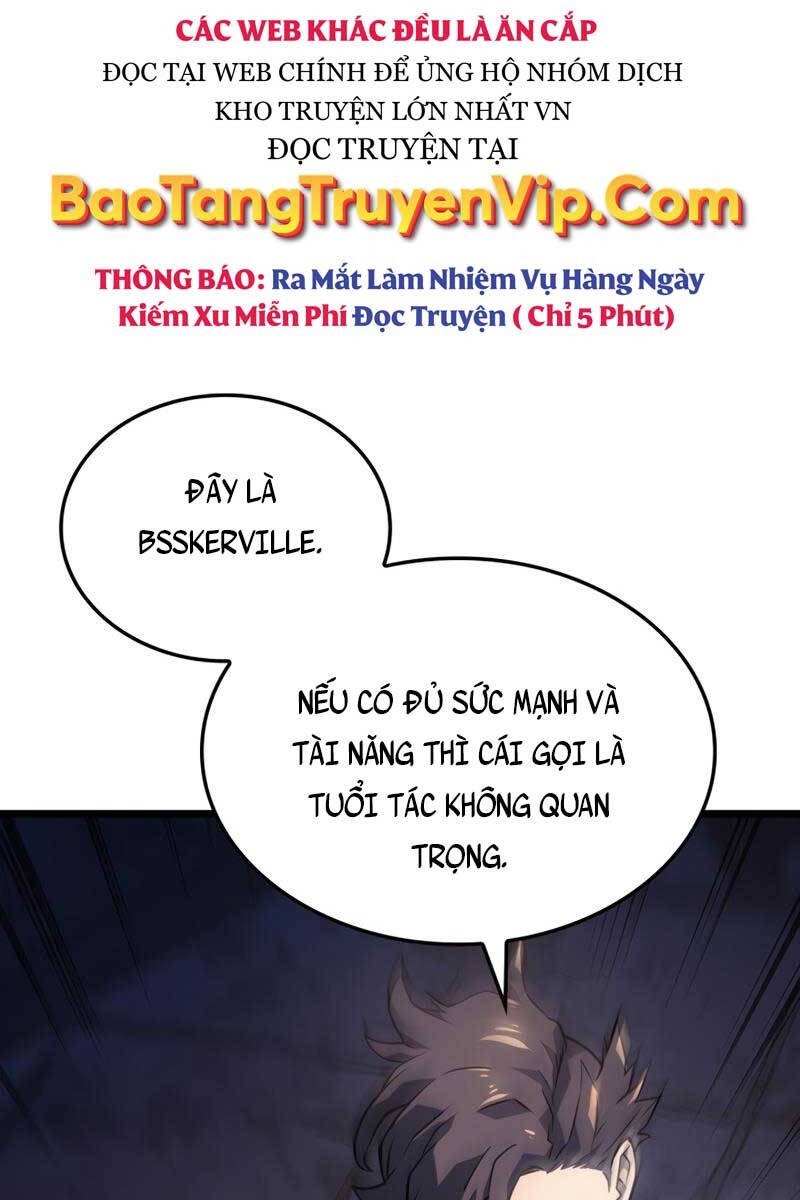 CÁC WEB KHÁC ĐỀU LÀ ĂN CẮP
ĐỌC TẠI WEB CHÍNH ĐỂ ỦNG HỘ NHÓM DỊCH
KHO TRUYỆN LỚN NHẤT VN
ĐỌC TRUYỆN TẠI
BaoTangTruyenVip.Com
THÔNG BÁO: Ra Mắt Làm Nhiệm Vụ Hàng Ngày
Kiếm Xu Miễn Phí Đọc Truyện ( Chỉ 5 Phút)
ĐÂY LÀ
BSSKERVILLE.
NẾU CÓ ĐỦ SỨC MẠNH VÀ
TÀI NĂNG THÌ CÁI GỌI LÀ
TUỔI TÁC KHÔNG QUAN
TRỌNG.